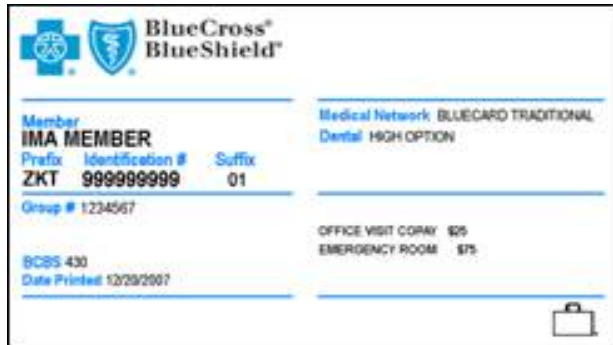 BlueCross®
BlueShield®
Member
IMA MEMBER
Prefix Identification # Suffix
ZKT 999999999 01
Group # 1234567
BCBS 430
Date Printed 12/20/2007
Medical Network BLUECARD TRADITIONAL
Dental HIGH OPTION
OFFICE VISIT COPAY $25
EMERGENCY ROOM $75